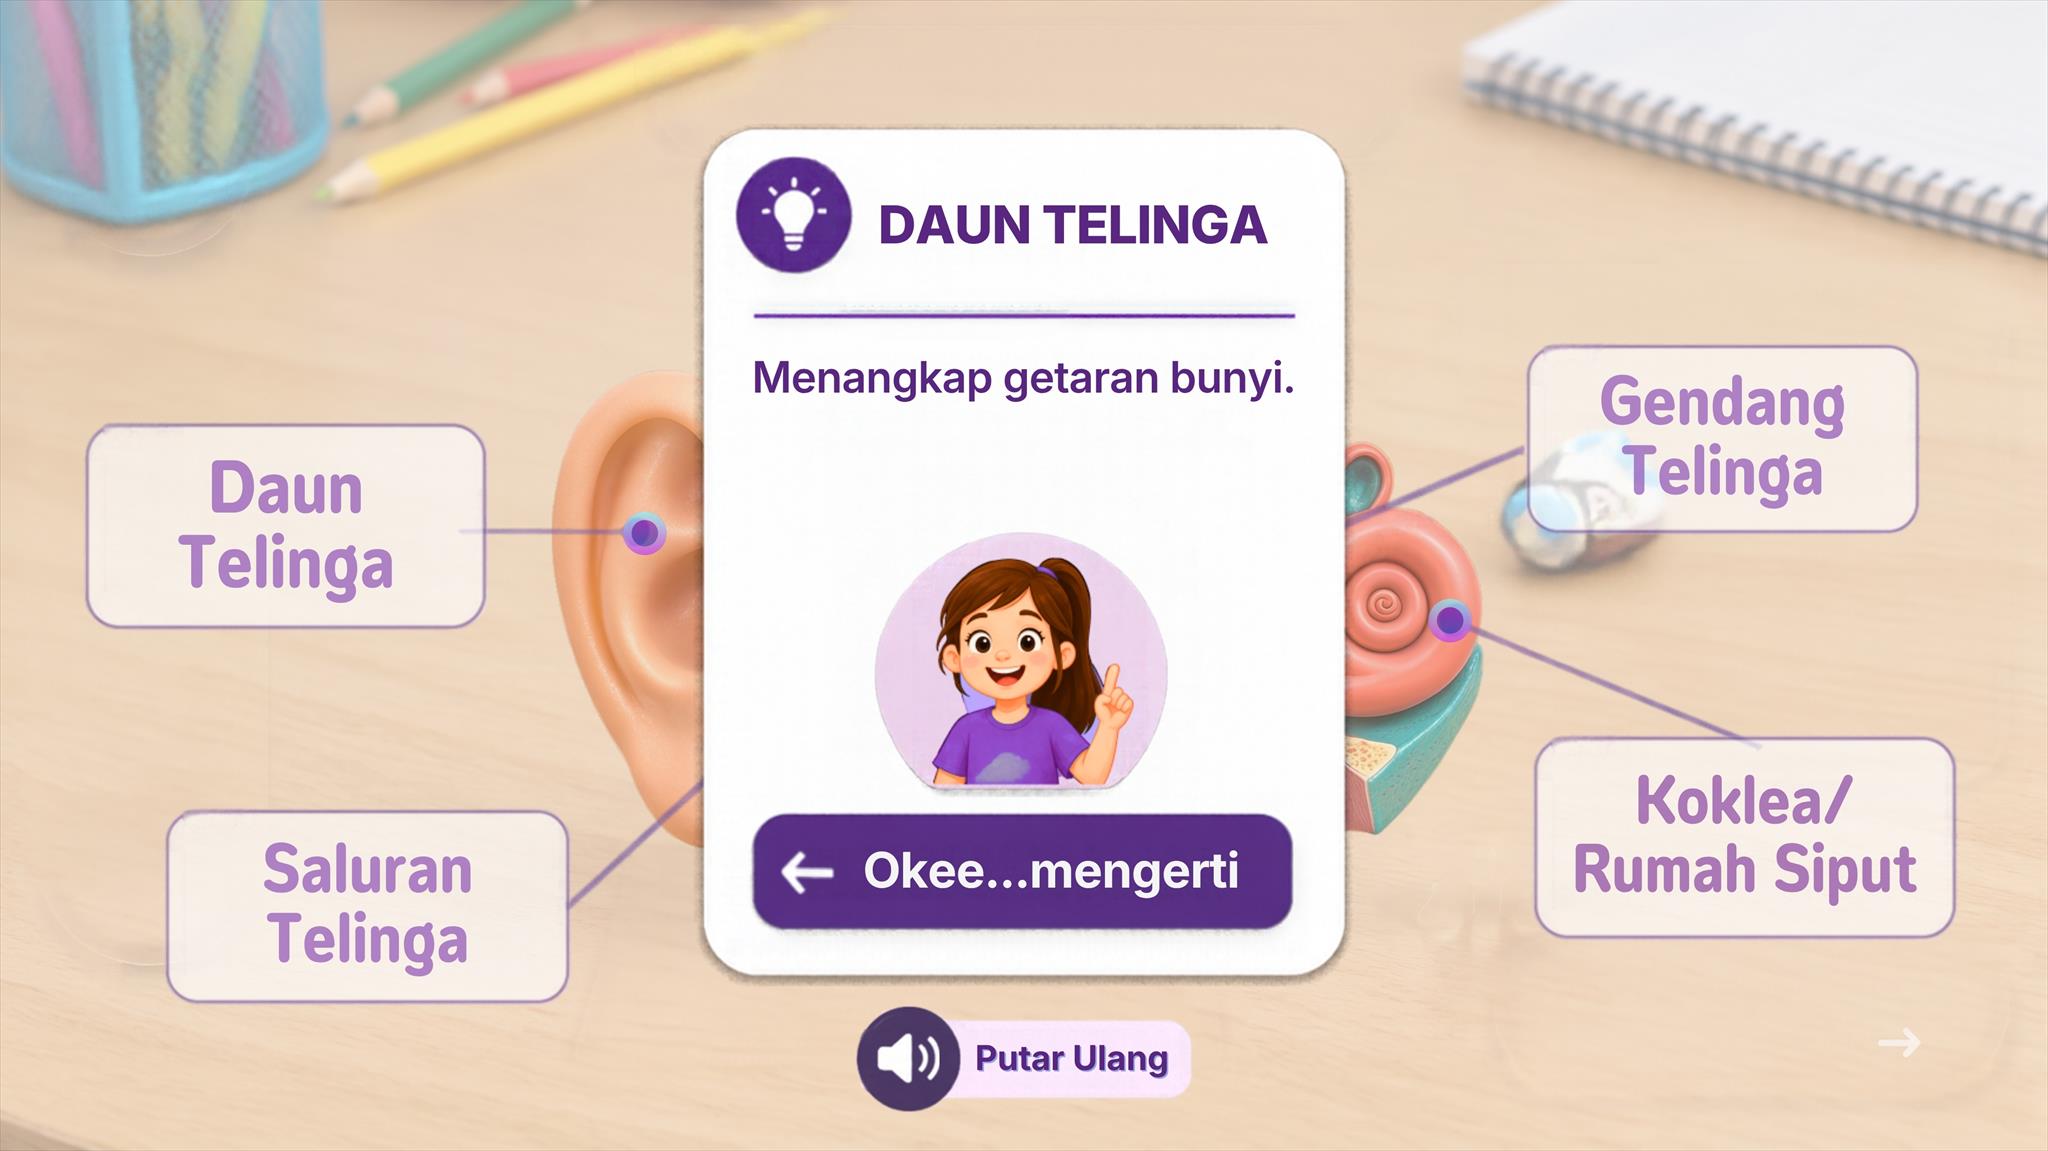 DAUN TELINGA
Menangkap getaran bunyi.
Okee...mengerti
Putar Ulang
Daun
Telinga
Saluran
Telinga
Gendang
Telinga
Koklea/
Rumah Siput